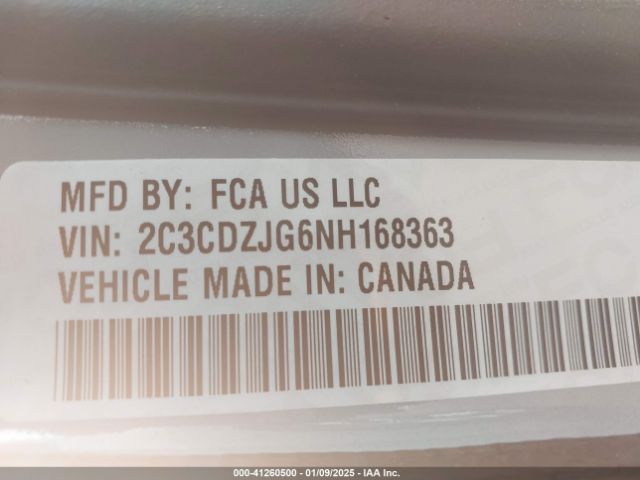 MFD BY: FCA US LLC
VIN: 2C3CDZJG6NH168363
VEHICLE MADE IN: CANADA
000-41260500 - 01/09/2025 - IAA Inc.